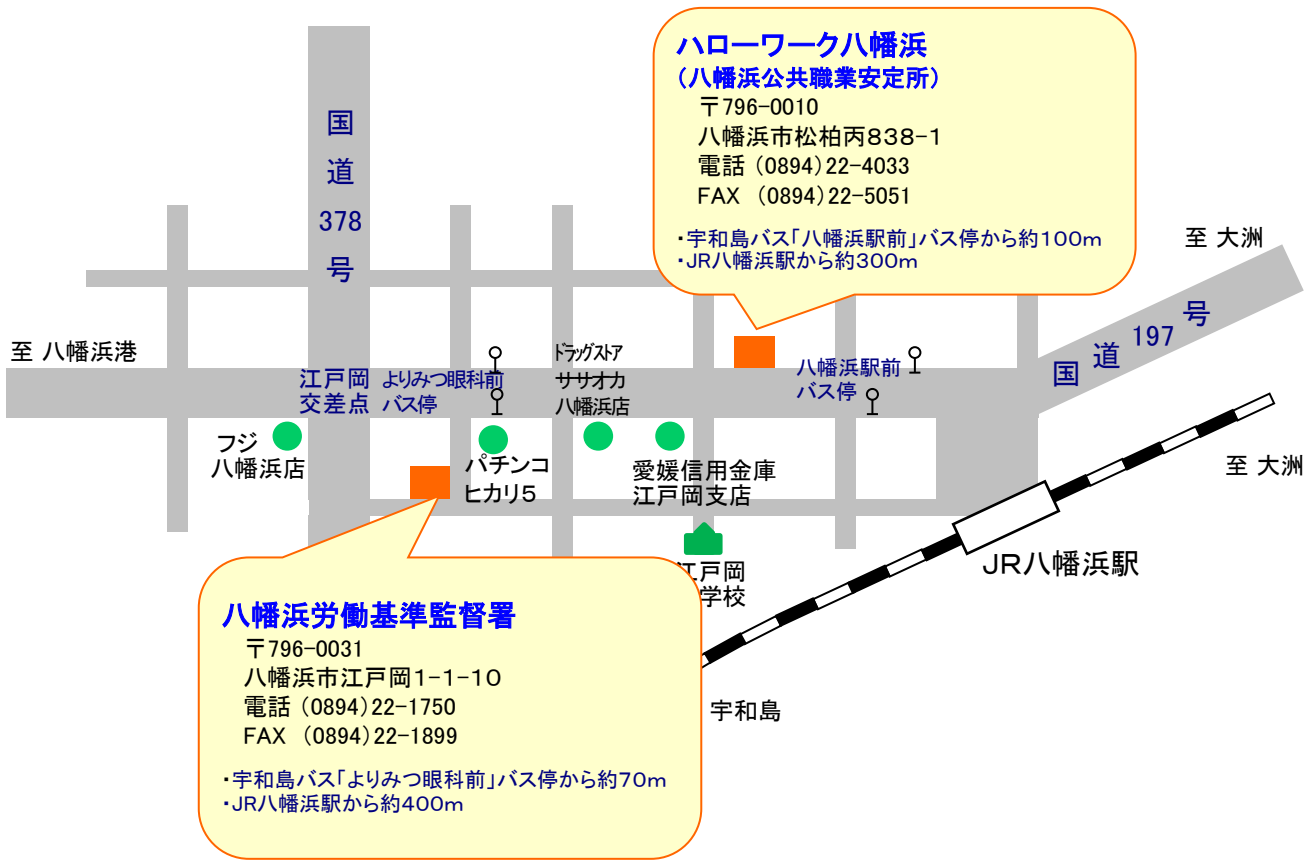 ハローワーク八幡浜
（八幡浜公共職業安定所）
〒796-0010
八幡浜市松柏丙838-1
電話 （0894）22-4033
FAX （0894）22-5051
・宇和島バス「八幡浜駅前」バス停から約100m
・JR八幡浜駅から約300m
国道378号
至 大洲
国道197号
至 八幡浜港
江戸岡
交差点
よりみつ眼科前
バス停
ドラッグストア
ササオカ
八幡浜店
八幡浜駅前
バス停
フジ
八幡浜店
パチンコ
ヒカリ5
愛媛信用金庫
江戸岡支店
至 大洲
JR八幡浜駅
江戸岡
学校
宇和島
八幡浜労働基準監督署
〒796-0031
八幡浜市江戸岡1-1-10
電話 （0894）22-1750
FAX （0894）22-1899
・宇和島バス「よりみつ眼科前」バス停から約70m
・JR八幡浜駅から約400m